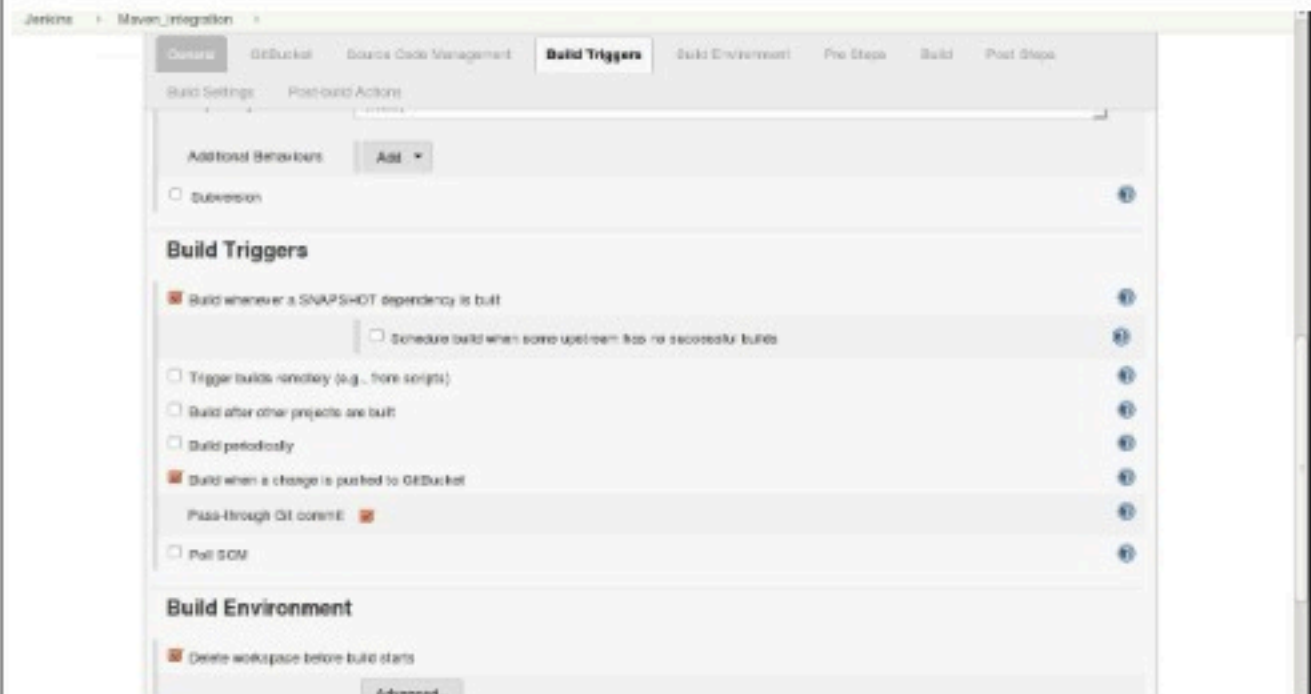 Jenkins › Maven_Integration ›
General GitBucket Source Code Management Build Triggers Build Environment Pre Steps Build Post Steps
Build Settings Post-build Actions
Additional Behaviours Add
Subversion
Build Triggers
Build whenever a SNAPSHOT dependency is built
Schedule build when some upstream has no successful builds
Trigger builds remotely (e.g., from scripts)
Build after other projects are built
Build periodically
Build when a change is pushed to GitBucket
Pass-through Git commit
Poll SCM
Build Environment
Delete workspace before build starts
Advanced...